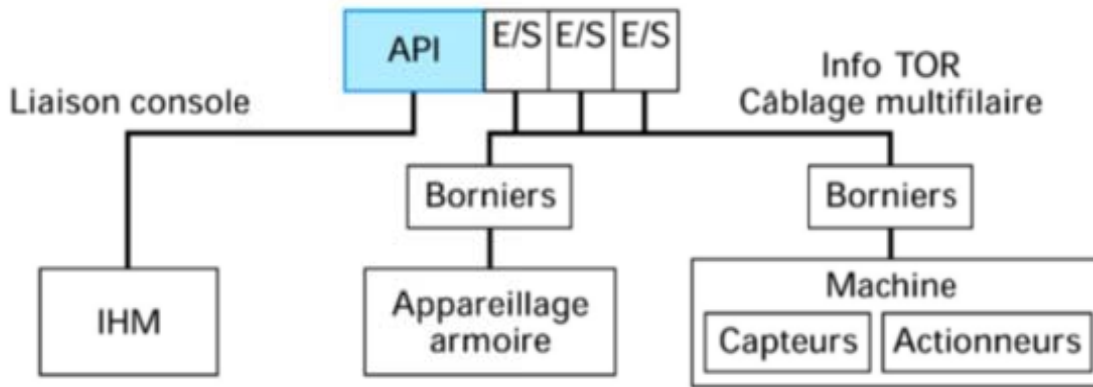 API
E/S
E/S
E/S
Info TOR
Câblage multifilaire
Liaison console
Borniers
Borniers
IHM
Appareillage
armoire
Machine
Capteurs
Actionneurs